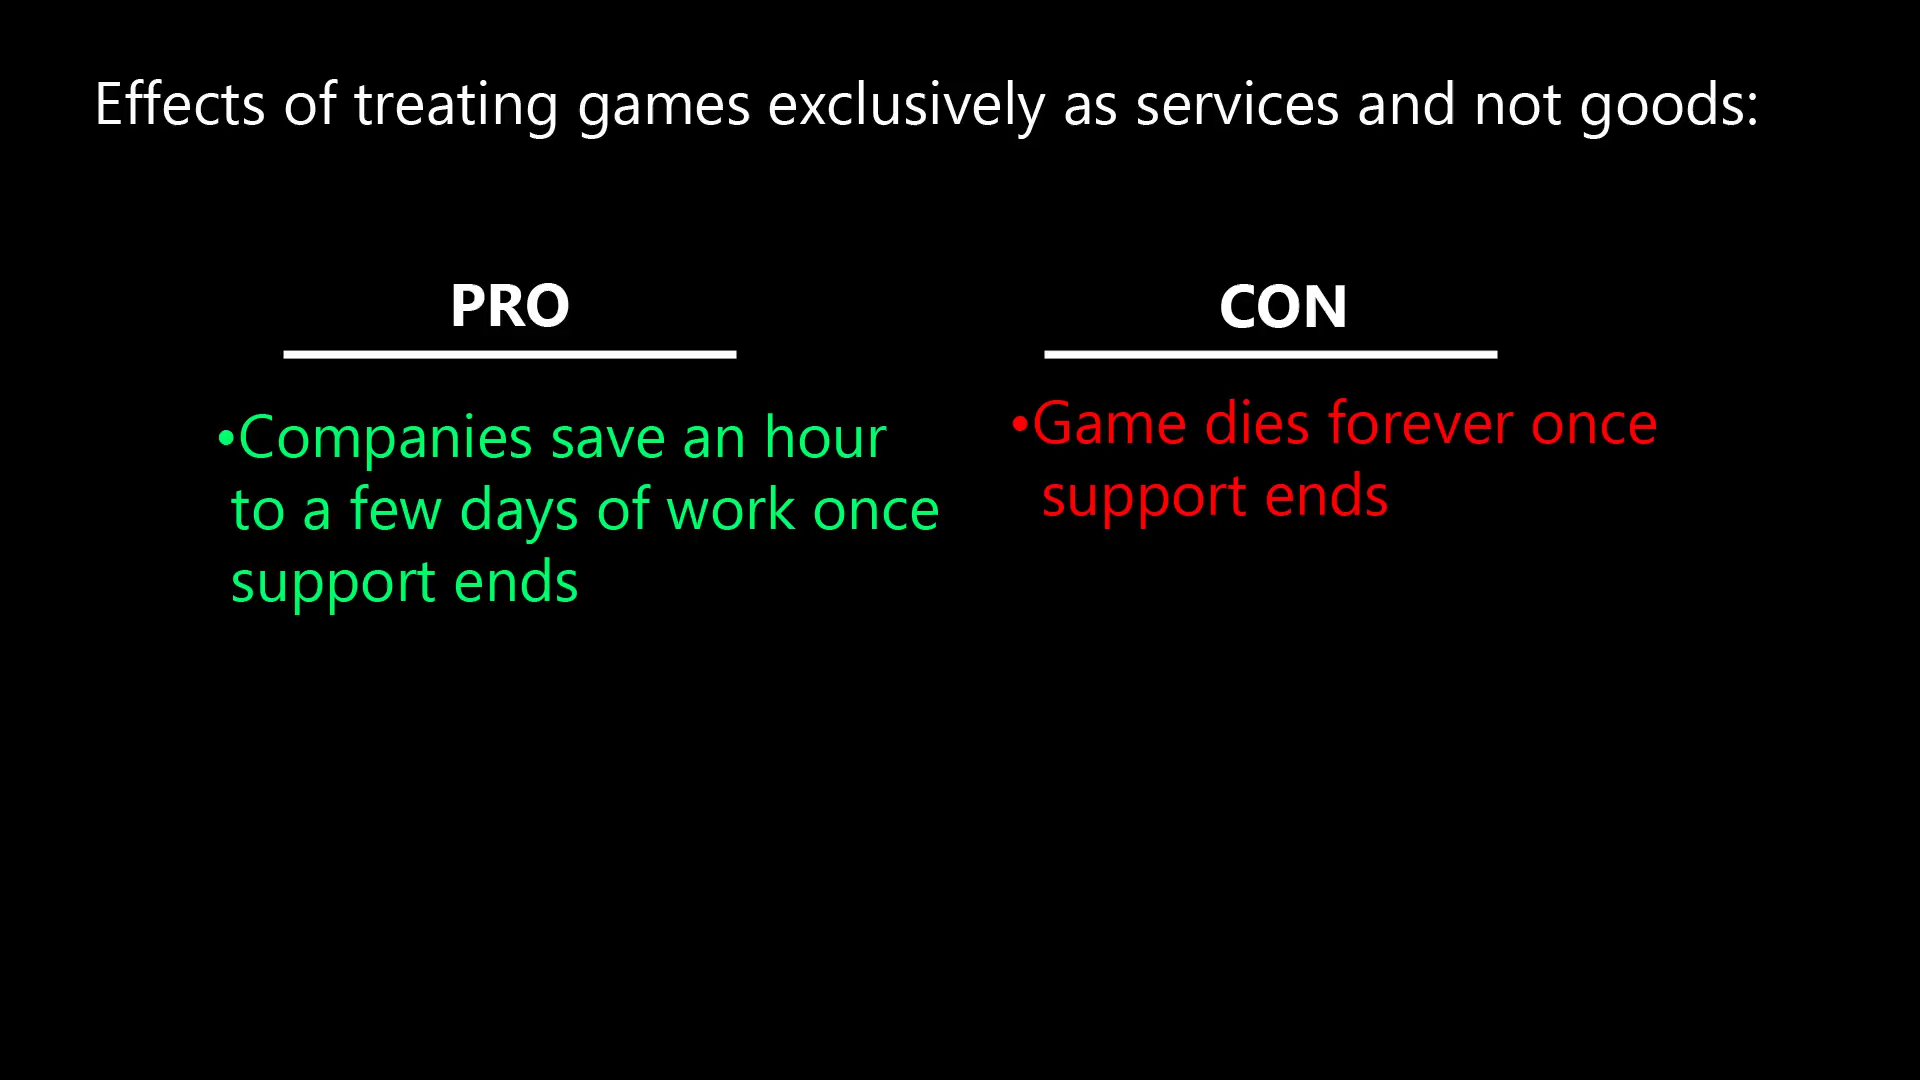 Effects of treating games exclusively as services and not goods:
PRO
•Companies save an hour
to a few days of work once
support ends
CON
•Game dies forever once
support ends